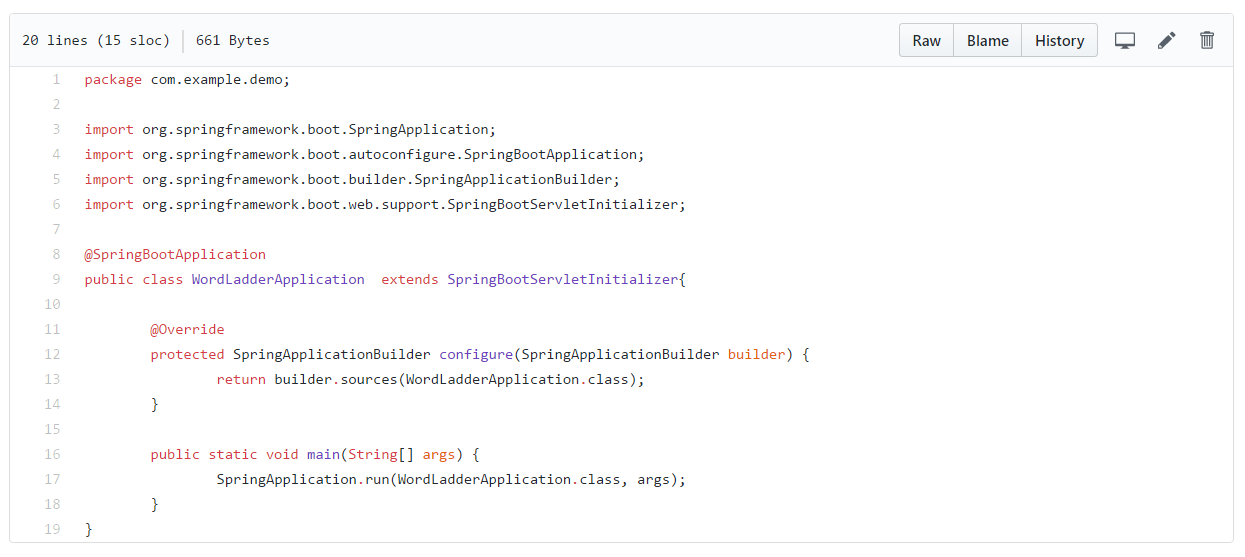 20 lines (15 sloc) 661 Bytes Raw Blame History
1 package com.example.demo;
2
3 import org.springframework.boot.SpringApplication;
4 import org.springframework.boot.autoconfigure.SpringBootApplication;
5 import org.springframework.boot.builder.SpringApplicationBuilder;
6 import org.springframework.boot.web.support.SpringBootServletInitializer;
7
8 @SpringBootApplication
9 public class WordLadderApplication  extends SpringBootServletInitializer{
10
11         @Override
12         protected SpringApplicationBuilder configure(SpringApplicationBuilder builder) {
13                 return builder.sources(WordLadderApplication.class);
14         }
15
16         public static void main(String[] args) {
17                 SpringApplication.run(WordLadderApplication.class, args);
18         }
19 }